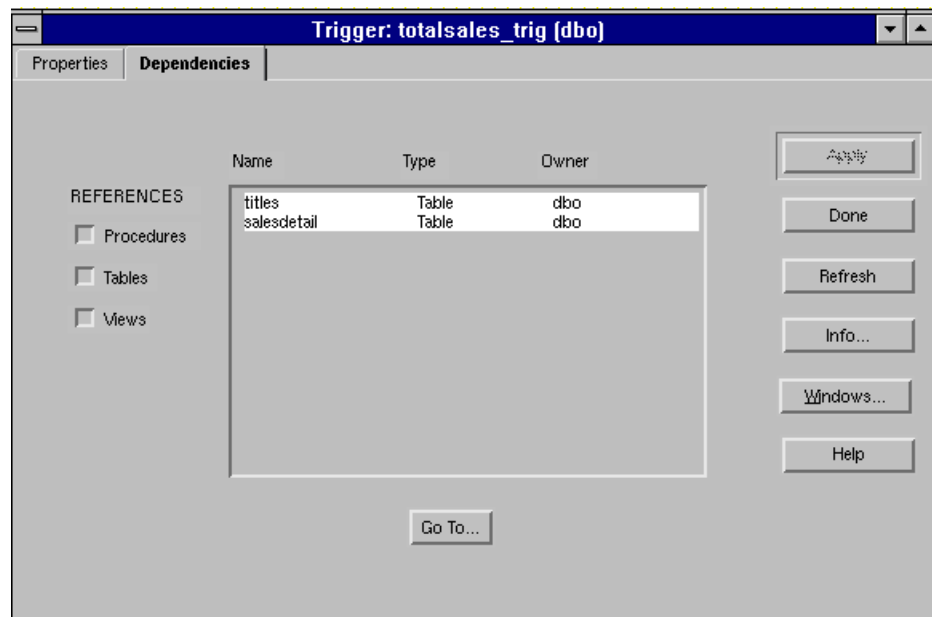 Trigger: totalsales_trig (dbo)
Properties Dependencies
Name Type Owner
REFERENCES
Procedures
Tables
Views
titles Table dbo
salesdetail Table dbo
Apply
Done
Refresh
Info...
Windows...
Help
Go To...